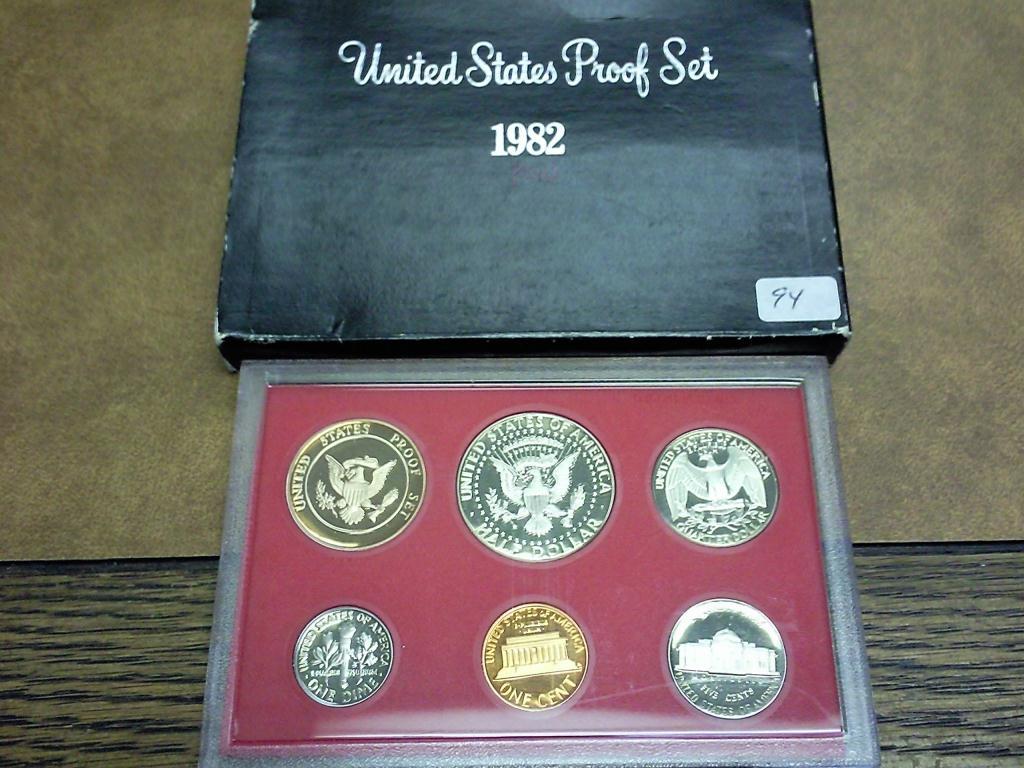 United States Proof Set
1982
94
UNITED STATES PROOF SET
UNITED STATES OF AMERICA
HALF DOLLAR
UNITED STATES OF AMERICA
QUARTER DOLLAR
UNITED STATES OF AMERICA
ONE DIME
UNITED STATES OF AMERICA
ONE CENT
FIVE CENTS
UNITED STATES OF AMERICA